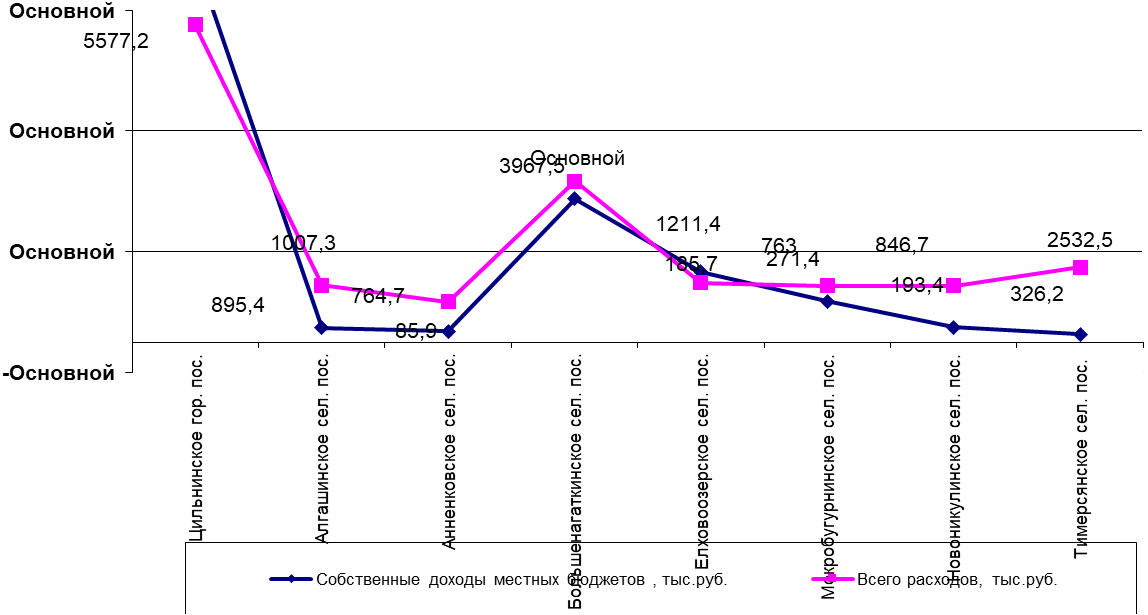 Основной
5577,2
Основной
3967,5
Основной
1211,4
763
846,7
2532,5
1007,3
Основной
185,7
271,4
895,4
764,7
193,4
326,2
85,9
-Основной
Цильнинское гор. пос.
Алгашинское сел. пос.
Анненковское сел. пос.
Большенагаткинское сел. пос.
Елховоозерское сел. пос.
Мокробугурнинское сел. пос.
Новоникулинское сел. пос.
Тимерсянское сел. пос.
Собственные доходы местных бюджетов , тыс.руб.
Всего расходов, тыс.руб.